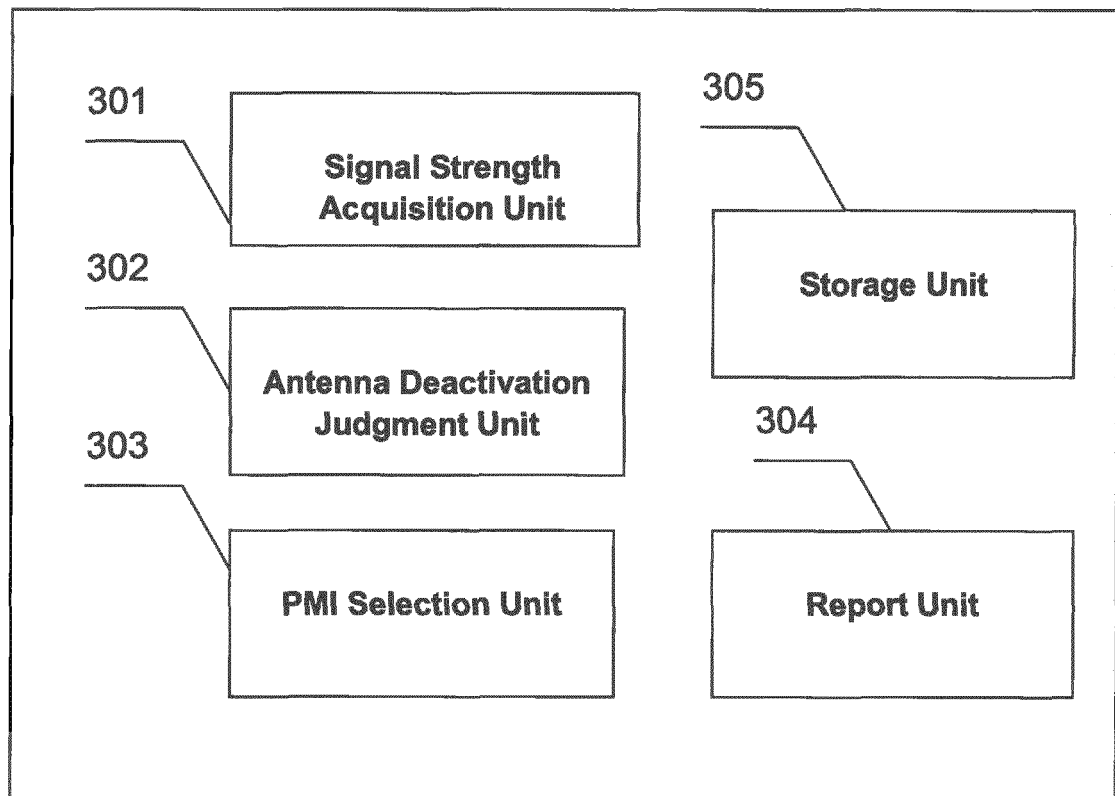 301
Signal Strength
Acquisition Unit
302
Antenna Deactivation
Judgment Unit
303
PMI Selection Unit
305
Storage Unit
304
Report Unit